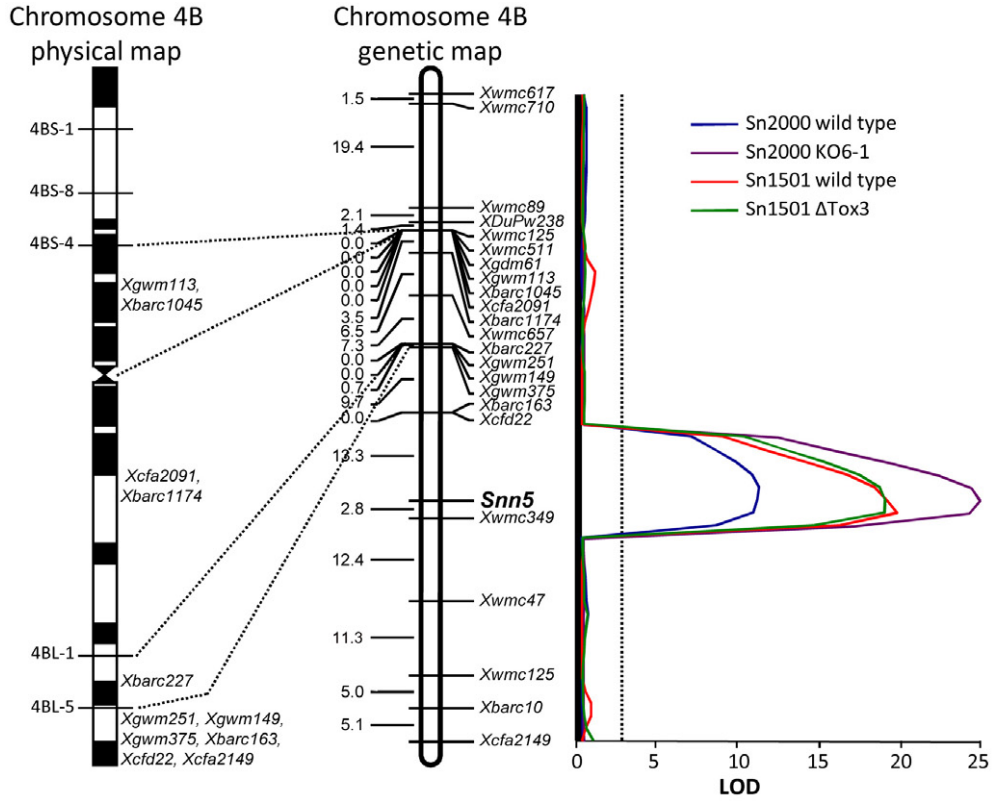 Chromosome 4B
physical map
4BS-1
4BS-8
4BS-4
Xgwm113,
Xbarc1045
Xcfa2091,
Xbarc1174
4BL-1
Xbarc227
4BL-5
Xgwm251, Xgwm149,
Xgwm375, Xbarc163,
Xcfd22, Xcfa2149
Chromosome 4B
genetic map
1.5
19.4
2.1
1.4
0.0
0.0
0.0
0.0
0.0
3.5
6.5
7.3
0.0
0.0
0.7
9.7
0.0
13.3
2.8
12.4
11.3
5.0
5.1
Xwmc617
Xwmc710
Xwmc89
XDuPw238
Xwmc125
Xwmc511
Xgdm61
Xgwm113
Xbarc1045
Xcfa2091
Xbarc1174
Xwmc657
Xbarc227
Xgwm251
Xgwm149
Xgwm375
Xbarc163
Xcfd22
Snn5
Xwmc349
Xwmc47
Xwmc125
Xbarc10
Xcfa2149
Sn2000 wild type
Sn2000 KO6-1
Sn1501 wild type
Sn1501 ΔTox3
0 5 10 15 20 25
LOD